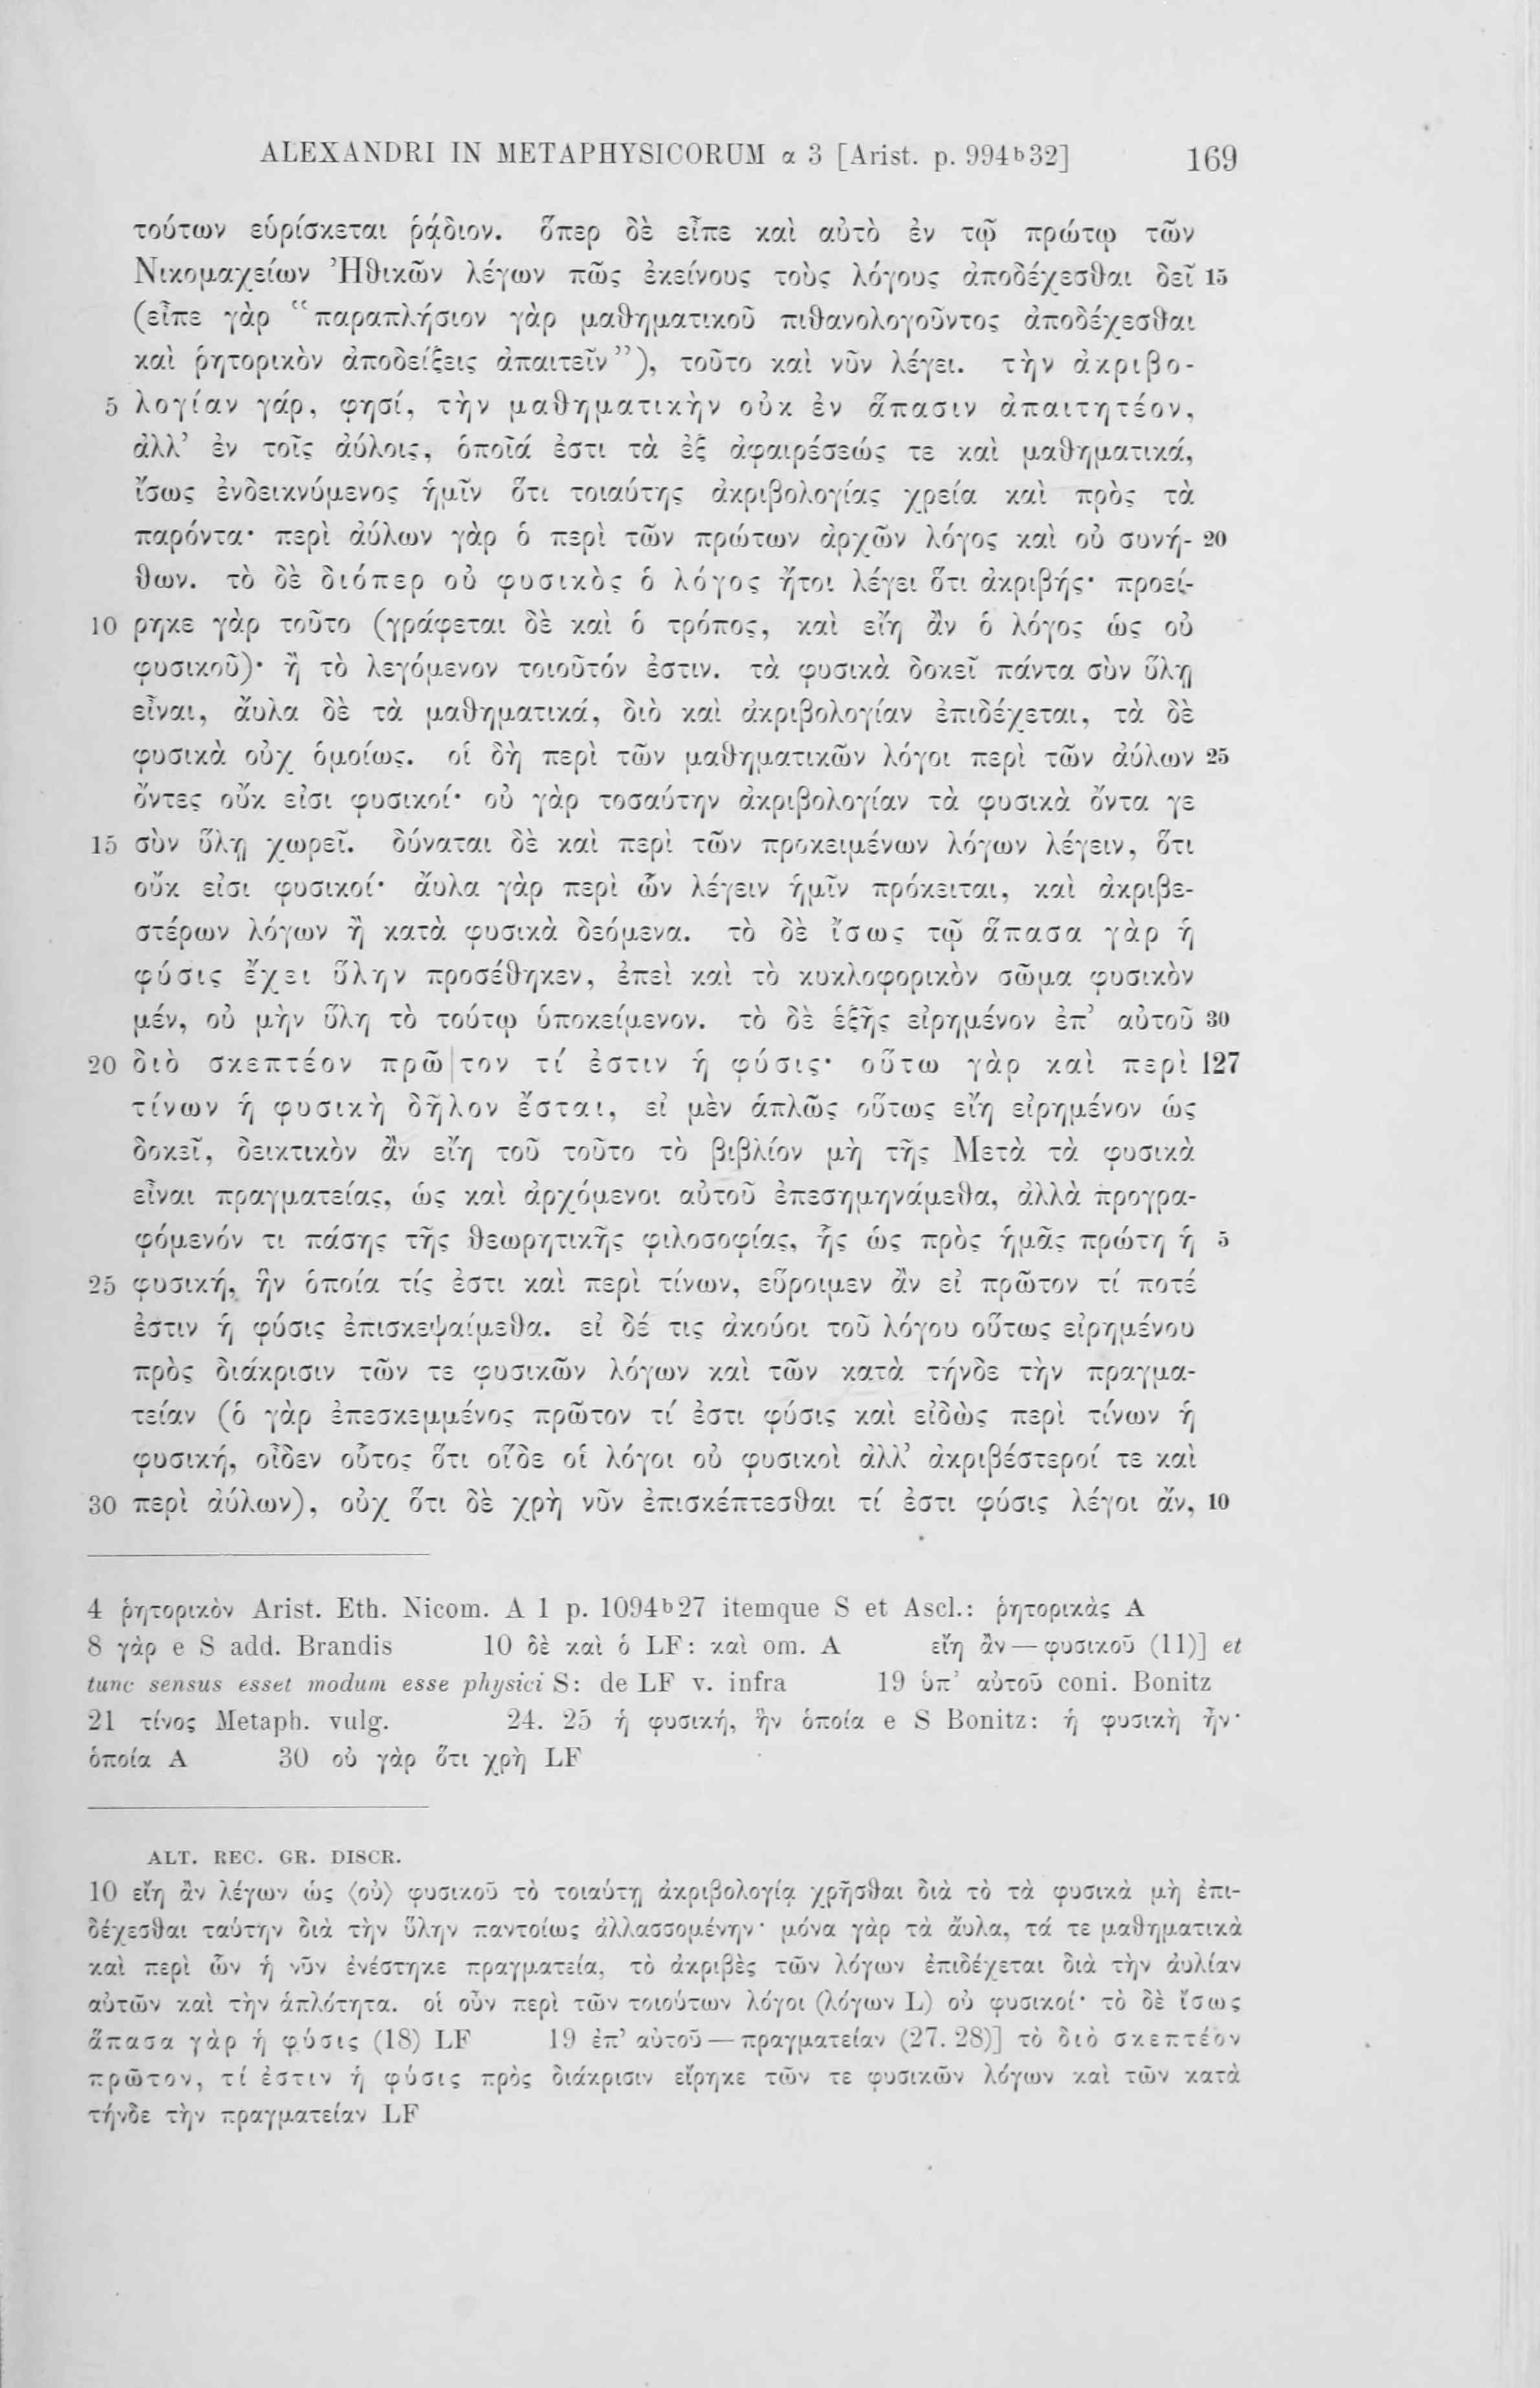 ALEXANDRI IN METAPHYSICORUM α 3 [Arist. p. 994ᵇ32] 169
τούτων εὑρίσκεται ῥᾴδιον. ὅπερ δὲ εἶπε καὶ αὐτὸ ἐν τῷ πρώτῳ τῶν
Νικομαχείων Ἠθικῶν λέγων πῶς ἐκείνους τοὺς λόγους ἀποδέχεσθαι δεῖ 15
(εἶπε γὰρ “παραπλήσιον γὰρ μαθηματικοῦ πιθανολογοῦντος ἀποδέχεσθαι
καὶ ῥητορικὸν ἀποδείξεις ἀπαιτεῖν”), τοῦτο καὶ νῦν λέγει. τὴν ἀκριβο-
5 λογίαν γάρ, φησί, τὴν μαθηματικὴν οὐκ ἐν ἅπασιν ἀπαιτητέον,
ἀλλ’ ἐν τοῖς ἀύλοις, ὁποῖά ἐστι τὰ ἐξ ἀφαιρέσεώς τε καὶ μαθηματικά,
ἴσως ἐνδεικνύμενος ἡμῖν ὅτι τοιαύτης ἀκριβολογίας χρεία καὶ πρὸς τὰ
παρόντα· περὶ ἀύλων γὰρ ὁ περὶ τῶν πρώτων ἀρχῶν λόγος καὶ οὐ συνή- 20
θων. τὸ δὲ διόπερ οὐ φυσικὸς ὁ λόγος ἤτοι λέγει ὅτι ἀκριβής· προεί-
10 ρηκε γὰρ τοῦτο (γράφεται δὲ καὶ ὁ τρόπος, καὶ εἴη ἂν ὁ λόγος ὡς οὐ
φυσικοῦ)· ἢ τὸ λεγόμενον τοιοῦτόν ἐστιν. τὰ φυσικὰ δοκεῖ πάντα σὺν ὕλῃ
εἶναι, ἄυλα δὲ τὰ μαθηματικά, διὸ καὶ ἀκριβολογίαν ἐπιδέχεται, τὰ δὲ
φυσικὰ οὐχ ὁμοίως. οἱ δὴ περὶ τῶν μαθηματικῶν λόγοι περὶ τῶν ἀύλων 25
ὄντες οὔκ εἰσι φυσικοί· οὐ γὰρ τοσαύτην ἀκριβολογίαν τὰ φυσικὰ ὄντα γε
15 σὺν ὕλῃ χωρεῖ. δύναται δὲ καὶ περὶ τῶν προκειμένων λόγων λέγειν, ὅτι
οὔκ εἰσι φυσικοί· ἄυλα γὰρ περὶ ὧν λέγειν ἡμῖν πρόκειται, καὶ ἀκριβε-
στέρων λόγων ἢ κατὰ φυσικὰ δεόμενα. τὸ δὲ ἴσως τῷ ἅπασα γὰρ ἡ
φύσις ἔχει ὕλην προσέθηκεν, ἐπεὶ καὶ τὸ κυκλοφορικὸν σῶμα φυσικὸν
μέν, οὐ μὴν ὕλη τὸ τούτῳ ὑποκείμενον. τὸ δὲ ἑξῆς εἰρημένον ἐπ’ αὐτοῦ 30
20 διὸ σκεπτέον πρῶ|τον τί ἐστιν ἡ φύσις· οὕτω γὰρ καὶ περὶ 127
τίνων ἡ φυσικὴ δῆλον ἔσται, εἰ μὲν ἁπλῶς οὕτως εἴη εἰρημένον ὡς
δοκεῖ, δεικτικὸν ἂν εἴη τοῦ τοῦτο τὸ βιβλίον μὴ τῆς Μετὰ τὰ φυσικὰ
εἶναι πραγματείας, ὡς καὶ ἀρχόμενοι αὐτοῦ ἐπεσημηνάμεθα, ἀλλὰ προγρα-
φόμενόν τι πάσης τῆς θεωρητικῆς φιλοσοφίας, ἧς ὡς πρὸς ἡμᾶς πρώτη ἡ 5
25 φυσική, ἣν ὁποία τίς ἐστι καὶ περὶ τίνων, εὕροιμεν ἂν εἰ πρῶτον τί ποτέ
ἐστιν ἡ φύσις ἐπισκεψαίμεθα. εἰ δέ τις ἀκούοι τοῦ λόγου οὕτως εἰρημένου
πρὸς διάκρισιν τῶν τε φυσικῶν λόγων καὶ τῶν κατὰ τήνδε τὴν πραγμα-
τείαν (ὁ γὰρ ἐπεσκεμμένος πρῶτον τί ἐστι φύσις καὶ εἰδὼς περὶ τίνων ἡ
φυσική, οἶδεν οὗτος ὅτι οἵδε οἱ λόγοι οὐ φυσικοὶ ἀλλ’ ἀκριβέστεροί τε καὶ
30 περὶ ἀύλων), οὐχ ὅτι δὲ χρὴ νῦν ἐπισκέπτεσθαι τί ἐστι φύσις λέγοι ἄν, 10
4 ῥητορικὸν Arist. Eth. Nicom. A 1 p. 1094ᵇ27 itemque S et Ascl.: ῥητορικὰς A
8 γὰρ e S add. Brandis 10 δὲ καὶ ὁ LF: καὶ om. A εἴη ἂν — φυσικοῦ (11)] et
tunc sensus esset modum esse physici S: de LF v. infra 19 ὑπ’ αὐτοῦ coni. Bonitz
21 τίνος Metaph. vulg. 24. 25 ἡ φυσική, ἣν ὁποία e S Bonitz: ἡ φυσικὴ ἦν·
ὁποία A 30 οὐ γὰρ ὅτι χρὴ LF
ALT. REC. GR. DISCR.
10 εἴη ἂν λέγων ὡς ⟨οὐ⟩ φυσικοῦ τὸ τοιαύτῃ ἀκριβολογίᾳ χρῆσθαι διὰ τὸ τὰ φυσικὰ μὴ ἐπι-
δέχεσθαι ταύτην διὰ τὴν ὕλην παντοίως ἀλλασσομένην· μόνα γὰρ τὰ ἄυλα, τά τε μαθηματικὰ
καὶ περὶ ὧν ἡ νῦν ἐνέστηκε πραγματεία, τὸ ἀκριβὲς τῶν λόγων ἐπιδέχεται διὰ τὴν ἀυλίαν
αὐτῶν καὶ τὴν ἁπλότητα. οἱ οὖν περὶ τῶν τοιούτων λόγοι (λόγων L) οὐ φυσικοί· τὸ δὲ ἴσως
ἅπασα γὰρ ἡ φύσις (18) LF 19 ἐπ’ αὐτοῦ — πραγματείαν (27. 28)] τὸ διὸ σκεπτέον
πρῶτον, τί ἐστιν ἡ φύσις πρὸς διάκρισιν εἴρηκε τῶν τε φυσικῶν λόγων καὶ τῶν κατὰ
τήνδε τὴν πραγματείαν LF